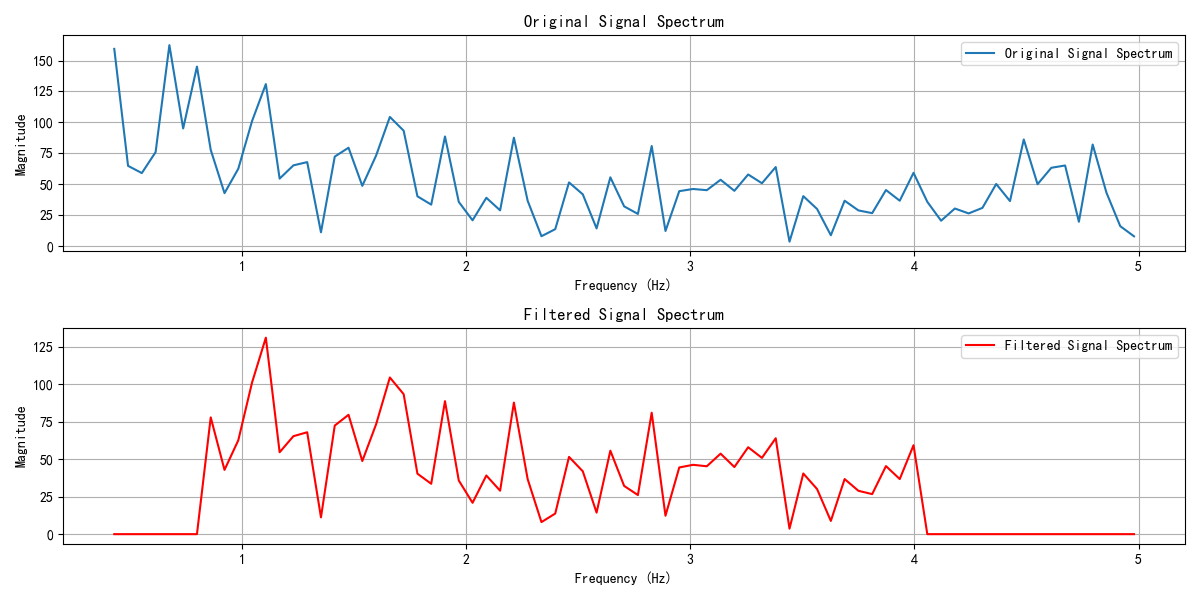 Original Signal Spectrum
Original Signal Spectrum
Magnitude
150
125
100
75
50
25
0
1 2 3 4 5
Frequency (Hz)
Filtered Signal Spectrum
Filtered Signal Spectrum
Magnitude
125
100
75
50
25
0
1 2 3 4 5
Frequency (Hz)